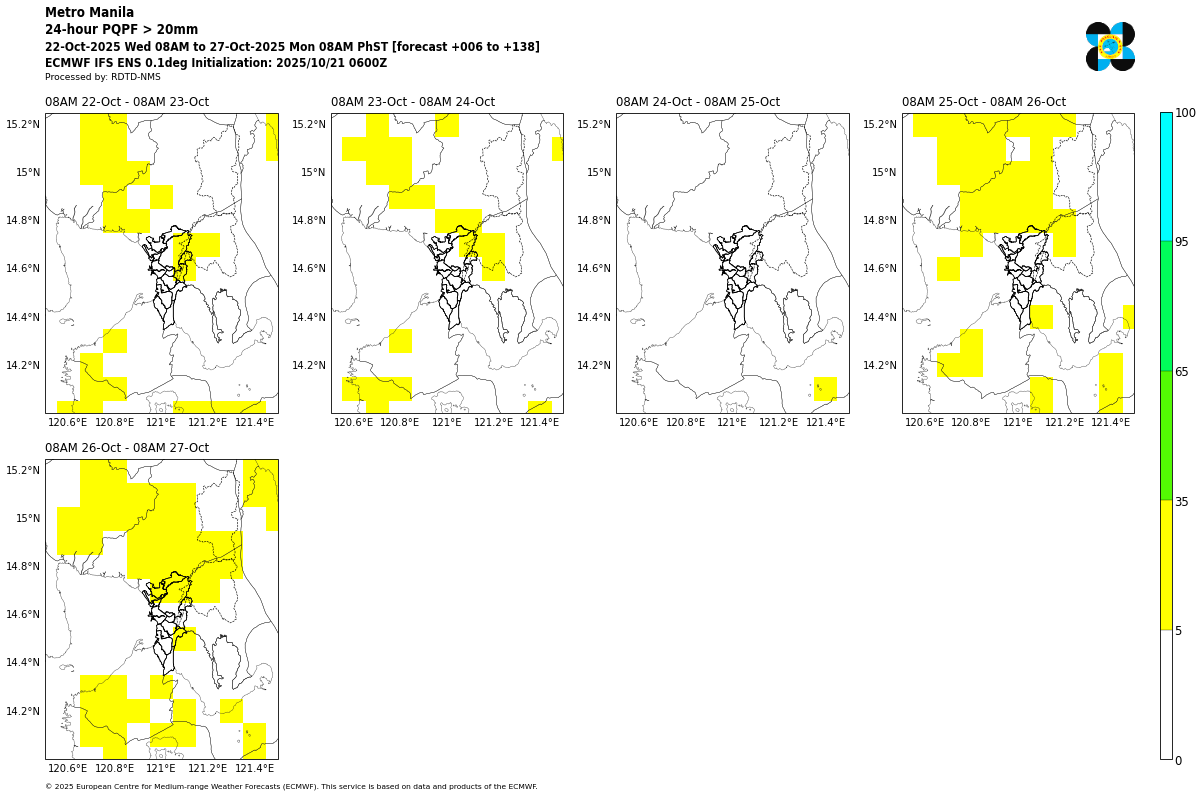 Metro Manila
24-hour PQPF > 20mm
22-Oct-2025 Wed 08AM to 27-Oct-2025 Mon 08AM PhST [forecast +006 to +138]
ECMWF IFS ENS 0.1deg Initialization: 2025/10/21 0600Z
Processed by: RDTD-NMS
08AM 22-Oct - 08AM 23-Oct
08AM 23-Oct - 08AM 24-Oct
08AM 24-Oct - 08AM 25-Oct
08AM 25-Oct - 08AM 26-Oct
15.2°N
15°N
14.8°N
14.6°N
14.4°N
14.2°N
120.6°E 120.8°E 121°E 121.2°E 121.4°E
15.2°N
15°N
14.8°N
14.6°N
14.4°N
14.2°N
120.6°E 120.8°E 121°E 121.2°E 121.4°E
15.2°N
15°N
14.8°N
14.6°N
14.4°N
14.2°N
120.6°E 120.8°E 121°E 121.2°E 121.4°E
15.2°N
15°N
14.8°N
14.6°N
14.4°N
14.2°N
120.6°E 120.8°E 121°E 121.2°E 121.4°E
100
95
65
35
5
0
08AM 26-Oct - 08AM 27-Oct
15.2°N
15°N
14.8°N
14.6°N
14.4°N
14.2°N
120.6°E 120.8°E 121°E 121.2°E 121.4°E
© 2025 European Centre for Medium-range Weather Forecasts (ECMWF). This service is based on data and products of the ECMWF.